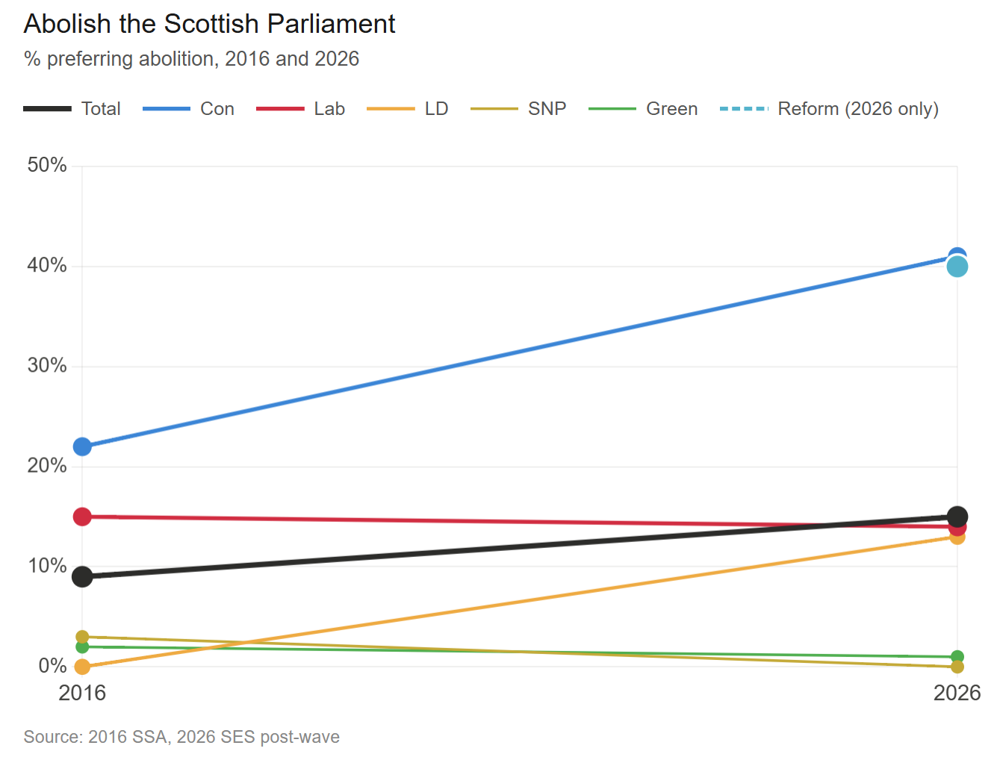 Abolish the Scottish Parliament
% preferring abolition, 2016 and 2026
Total Con Lab LD SNP Green Reform (2026 only)
50%
40%
30%
20%
10%
0%
2016 2026
Source: 2016 SSA, 2026 SES post-wave